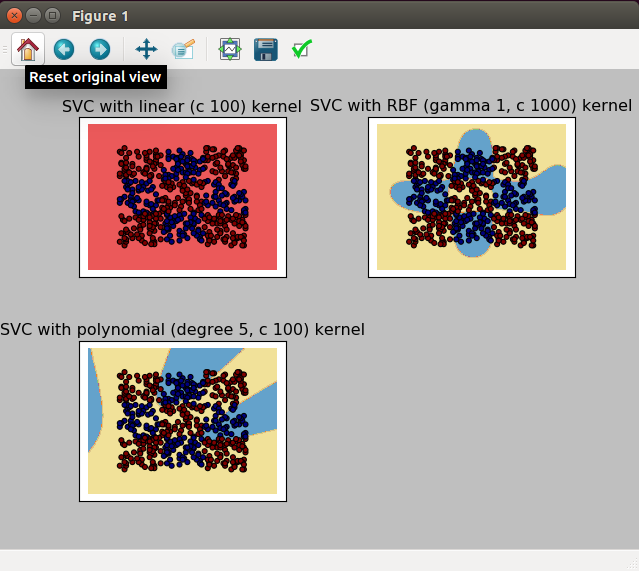 Figure 1
Reset original view
SVC with linear (c 100) kernel
SVC with RBF (gamma 1, c 1000) kernel
SVC with polynomial (degree 5, c 100) kernel